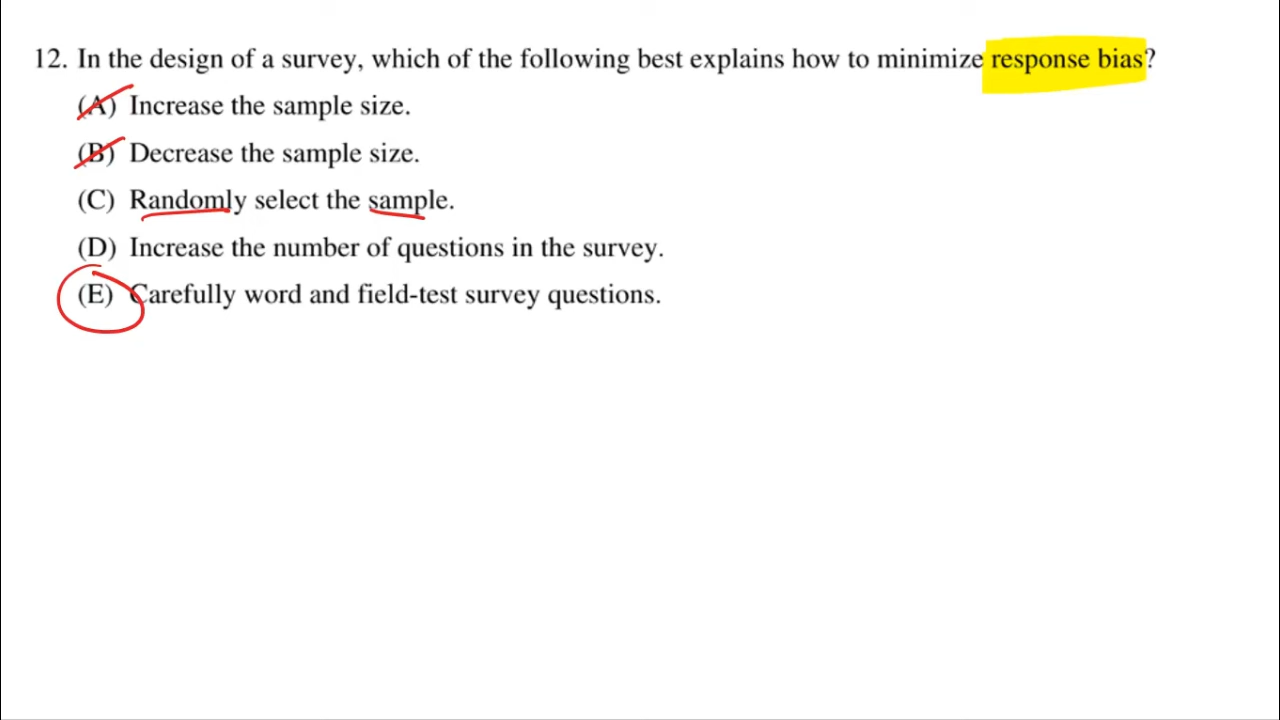 12. In the design of a survey, which of the following best explains how to minimize response bias?
(A) Increase the sample size.
(B) Decrease the sample size.
(C) Randomly select the sample.
(D) Increase the number of questions in the survey.
(E) Carefully word and field-test survey questions.